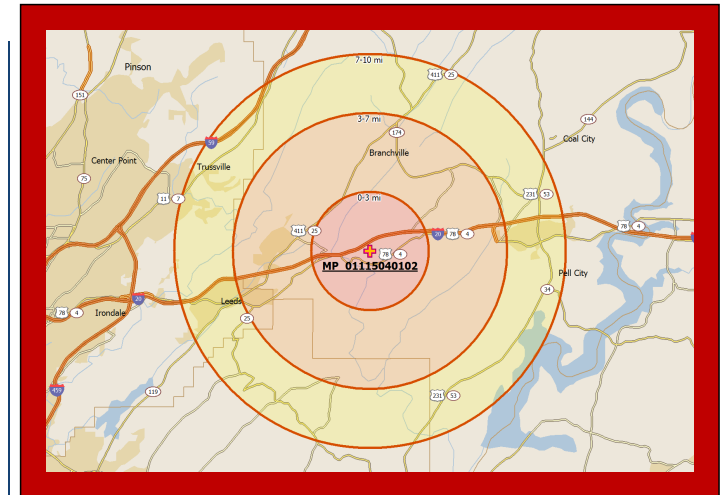 7-10 mi
Pinson
411 25
151
3-7 mi
144
174
59
Coal City
Branchville
Center Point
Trussville
75
231 53
0-3 mi
11 7
78 4
411 25
20 78 4
78 4
MP_01115040102
Pell City
34
20
Leeds
78 4
Irondale
25
459
119
231 53